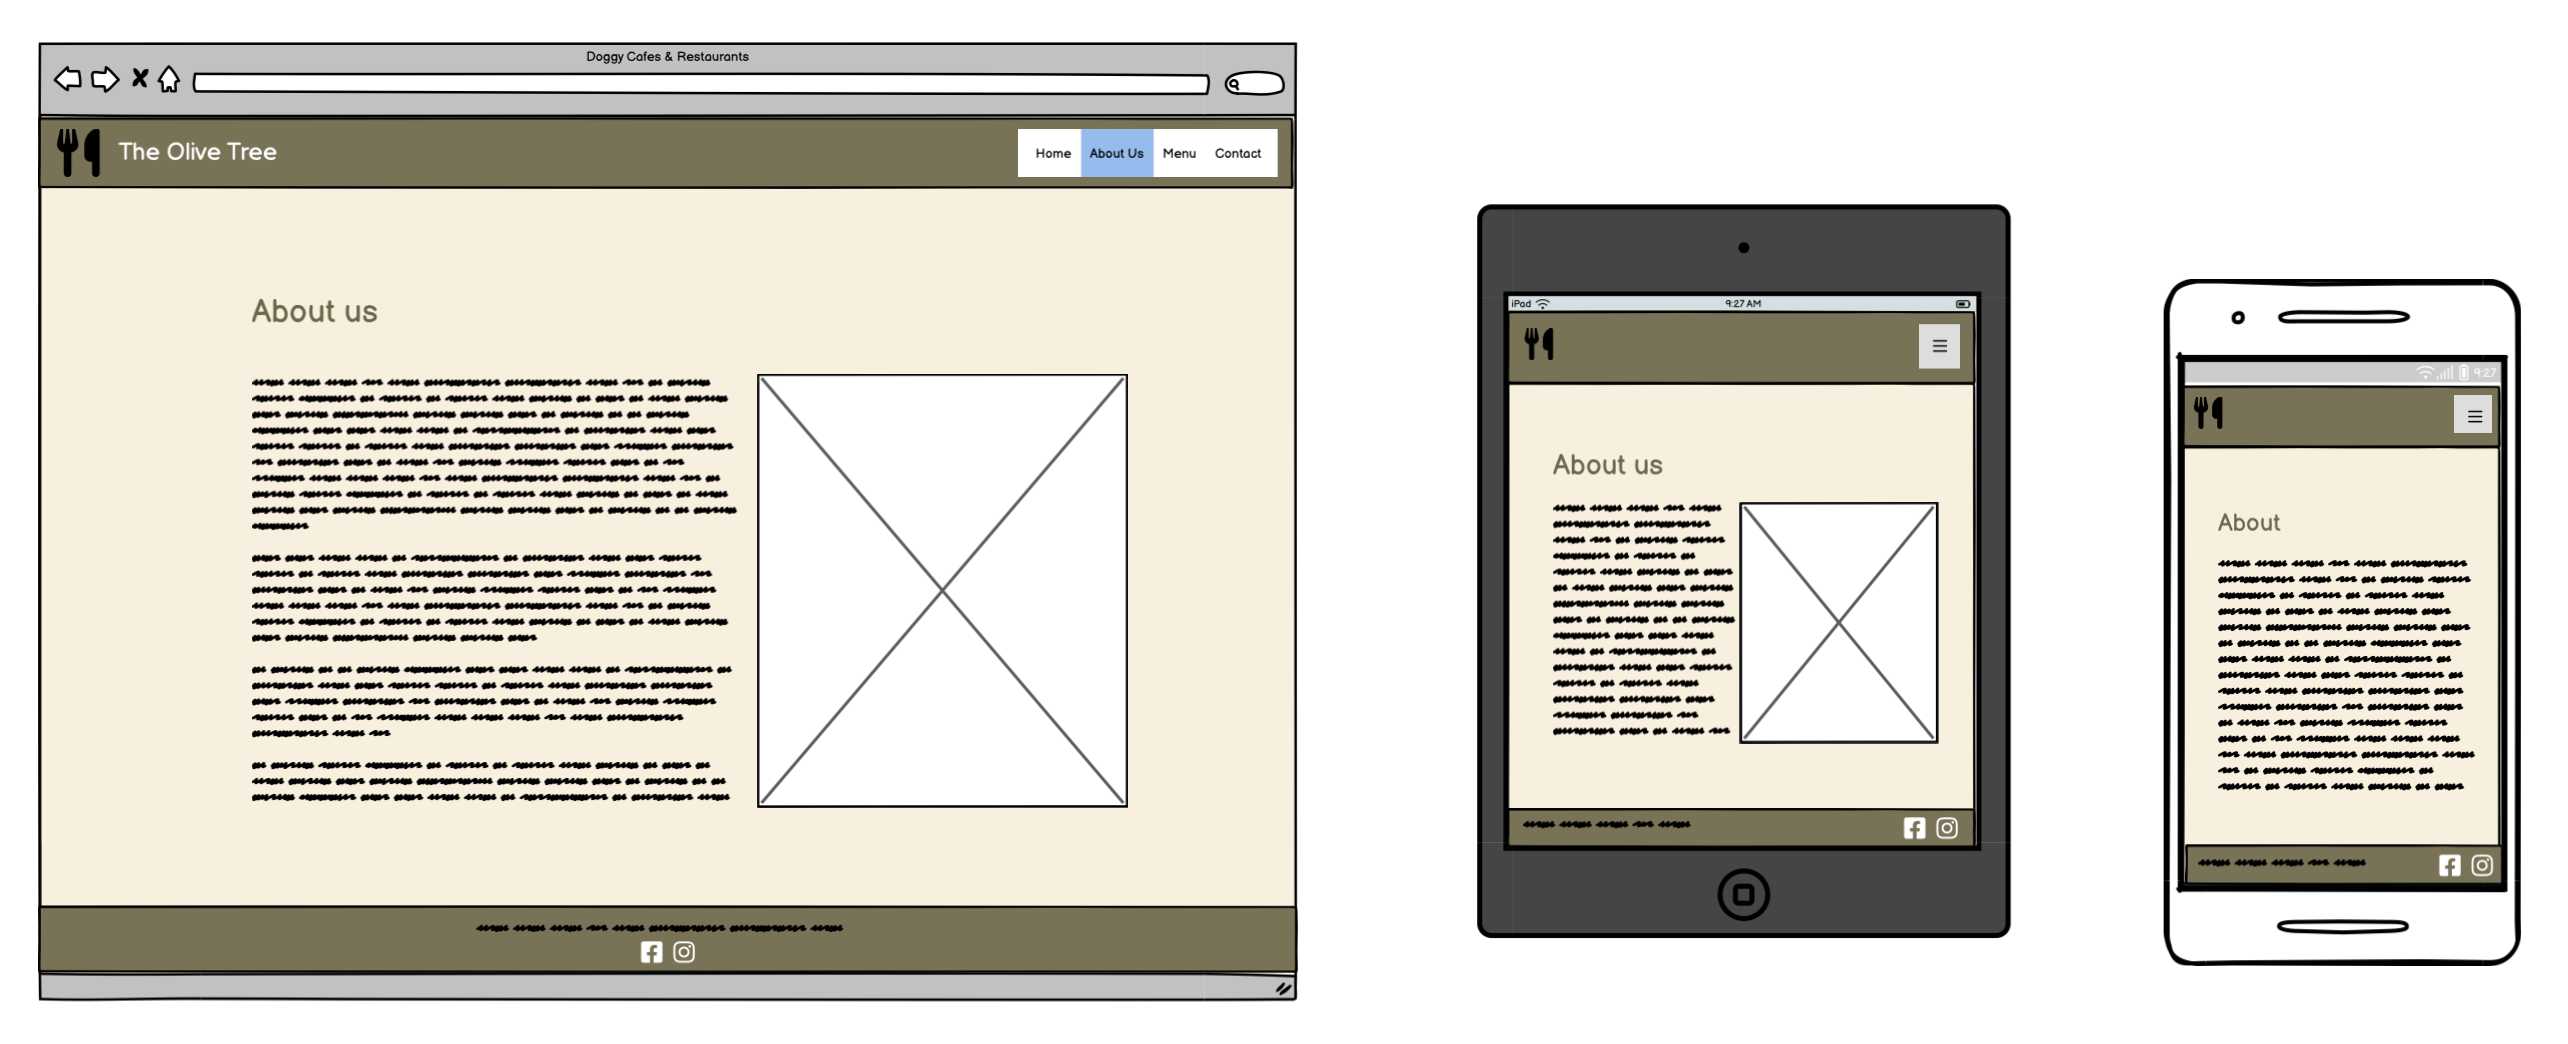 Doggy Cafes & Restaurants
The Olive Tree
Home About Us Menu Contact
About us
iPad 9:27 AM
About us
9:27
About